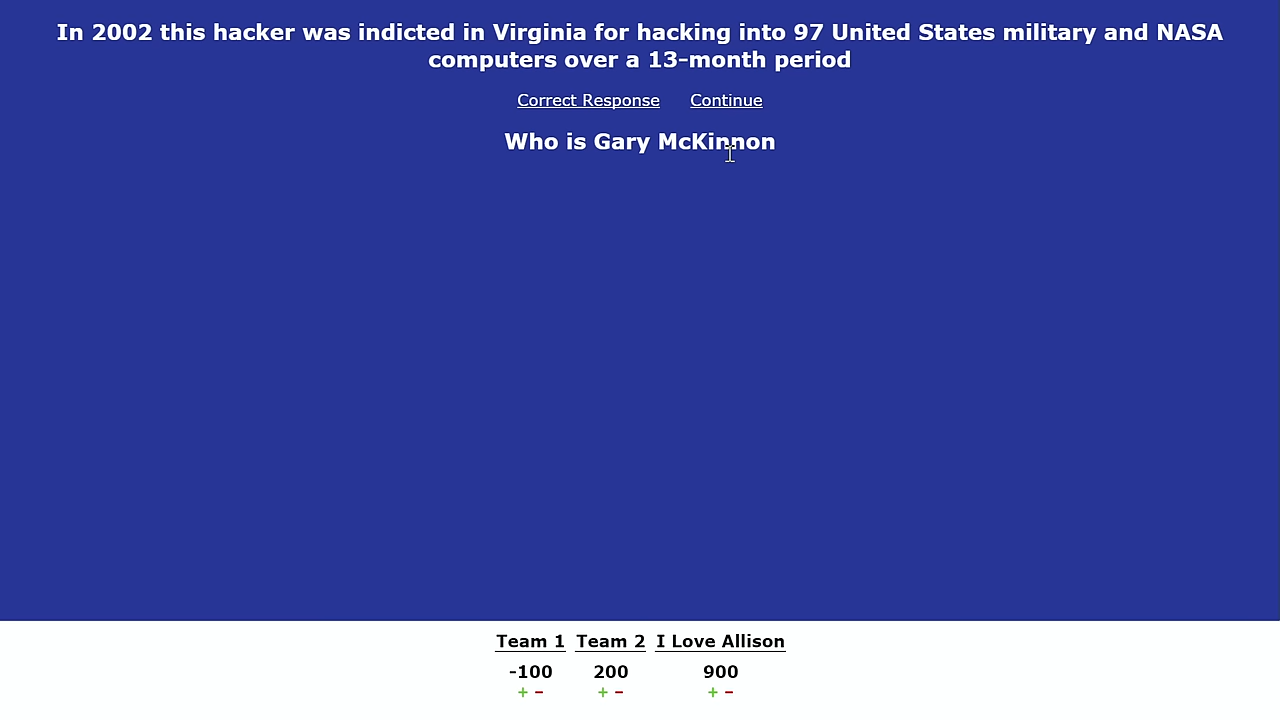 In 2002 this hacker was indicted in Virginia for hacking into 97 United States military and NASA
computers over a 13-month period
Correct Response Continue
Who is Gary McKinnon
Team 1 Team 2 I Love Allison
-100 200 900
+ - + - + -